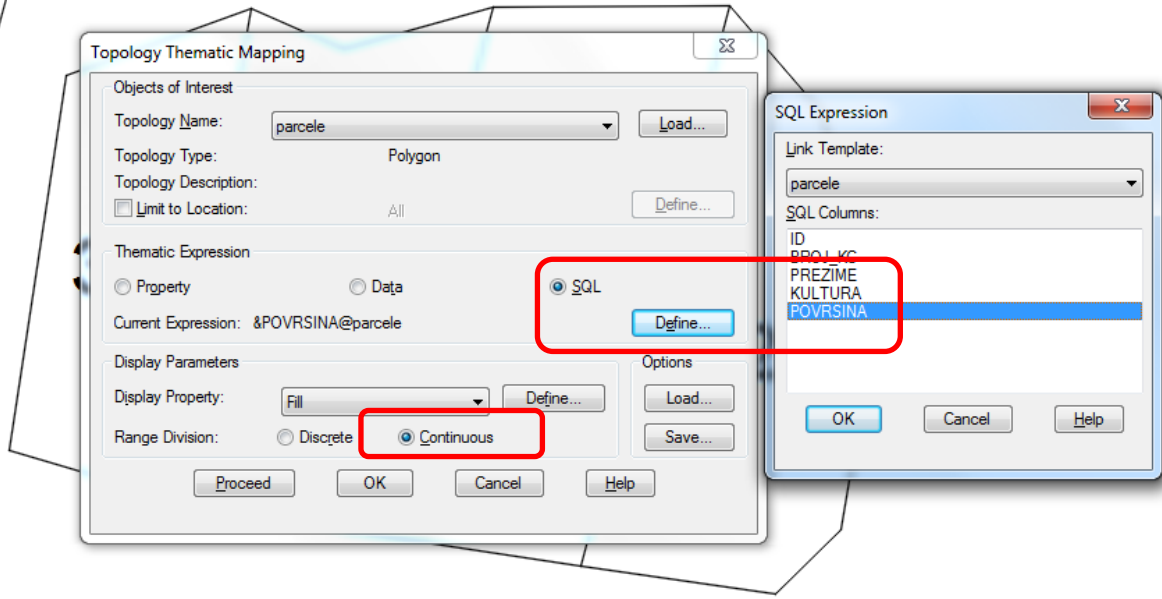 Topology Thematic Mapping
Objects of Interest
Topology Name: parcele Load...
Topology Type: Polygon
Topology Description:
Limit to Location: All Define...
Thematic Expression
Property Data SQL
Current Expression: &POVRSINA@parcele Define...
Display Parameters
Display Property: Fill Define...
Range Division: Discrete Continuous
Options
Load...
Save...
Proceed OK Cancel Help
SQL Expression
Link Template:
parcele
SQL Columns:
ID
BROJ_KC
PREZIME
KULTURA
POVRSINA
OK Cancel Help